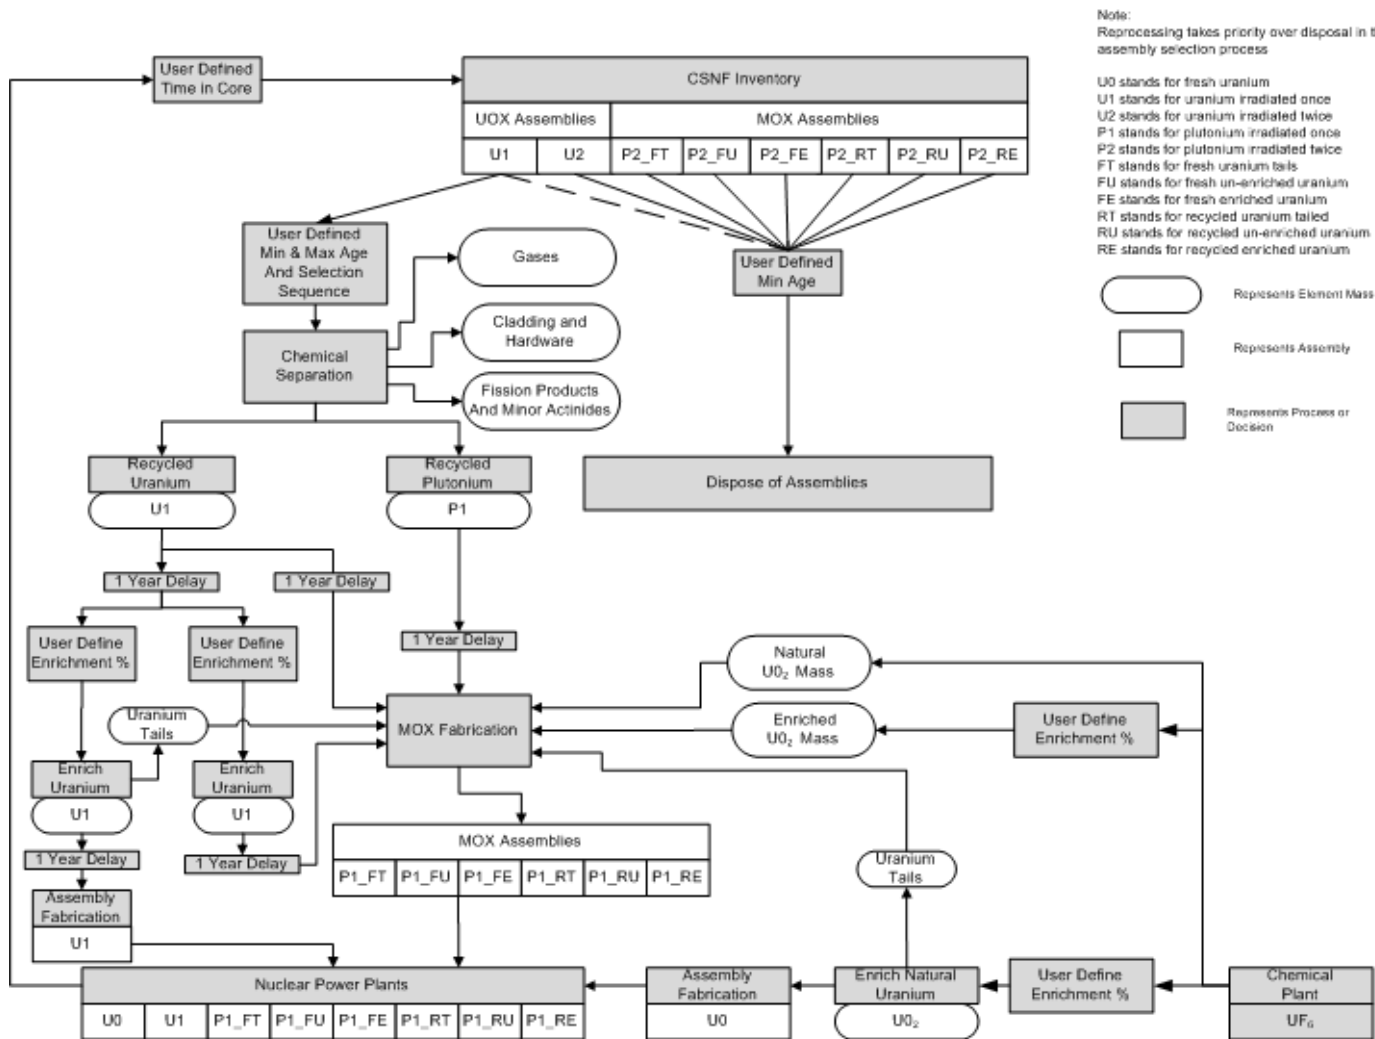 Note:
Reprocessing takes priority over disposal in
assembly selection process
U0 stands for fresh uranium
U1 stands for uranium irradiated once
U2 stands for uranium irradiated twice
P1 stands for plutonium irradiated once
P2 stands for plutonium irradiated twice
FT stands for fresh uranium tails
FU stands for fresh un-enriched uranium
FE stands for fresh enriched uranium
RT stands for recycled uranium tailed
RU stands for recycled un-enriched uranium
RE stands for recycled enriched uranium
Represents Element Mass
Represents Assembly
Represents Process or
Decision
User Defined
Time in Core
CSNF Inventory
UOX Assemblies
MOX Assemblies
U1
U2
P2_FT
P2_FU
P2_FE
P2_RT
P2_RU
P2_RE
User Defined
Min & Max Age
And Selection
Sequence
Gases
User Defined
Min Age
Cladding and
Hardware
Chemical
Separation
Fission Products
And Minor Actinides
Recycled
Uranium
U1
Recycled
Plutonium
P1
Dispose of Assemblies
1 Year Delay
1 Year Delay
User Define
Enrichment %
User Define
Enrichment %
1 Year Delay
Natural
U0₂ Mass
Uranium
Tails
MOX Fabrication
Enriched
U0₂ Mass
User Define
Enrichment %
Enrich
Uranium
U1
Enrich
Uranium
U1
1 Year Delay
1 Year Delay
MOX Assemblies
P1_FT
P1_FU
P1_FE
P1_RT
P1_RU
P1_RE
Uranium
Tails
Assembly
Fabrication
U1
Nuclear Power Plants
U0
U1
P1_FT
P1_FU
P1_FE
P1_RT
P1_RU
P1_RE
Assembly
Fabrication
U0
Enrich Natural
Uranium
U0₂
User Define
Enrichment %
Chemical
Plant
UF₆